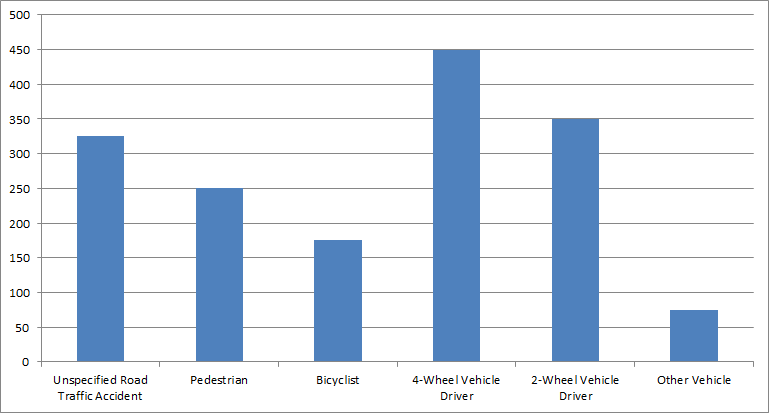 500
450
400
350
300
250
200
150
100
50
0
Unspecified Road
Traffic Accident
Pedestrian
Bicyclist
4-Wheel Vehicle
Driver
2-Wheel Vehicle
Driver
Other Vehicle